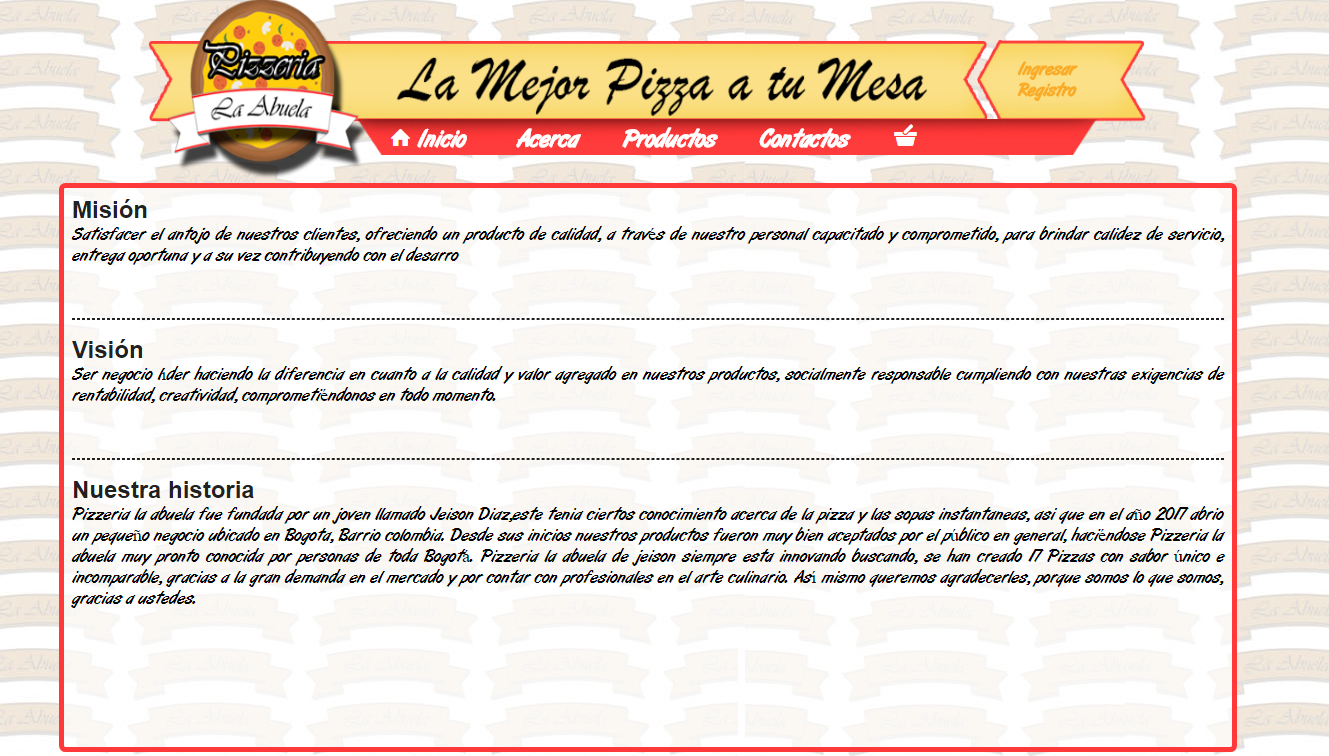 Pizzeria
La Abuela
La Mejor Pizza a tu Mesa
Ingresar
Registro
Inicio Acerca Productos Contactos
Misión
Satisfacer el antojo de nuestros clientes, ofreciendo un producto de calidad, a través de nuestro personal capacitado y comprometido, para brindar calidez de servicio,
entrega oportuna y a su vez contribuyendo con el desarro
Visión
Ser negocio líder haciendo la diferencia en cuanto a la calidad y valor agregado en nuestros productos, socialmente responsable cumpliendo con nuestras exigencias de
rentabilidad, creatividad, comprometiéndonos en todo momento.
Nuestra historia
Pizzeria la abuela fue fundada por un joven llamado Jeison Diaz,este tenia ciertos conocimiento acerca de la pizza y las sopas instantaneas, asi que en el año 2017 abrio
un pequeño negocio ubicado en Bogota, Barrio colombia. Desde sus inicios nuestros productos fueron muy bien aceptados por el público en general, haciéndose Pizzeria la
abuela muy pronto conocida por personas de toda Bogotá. Pizzeria la abuela de jeison siempre esta innovando buscando, se han creado 17 Pizzas con sabor único e
incomparable, gracias a la gran demanda en el mercado y por contar con profesionales en el arte culinario. Así mismo queremos agradecerles, porque somos lo que somos,
gracias a ustedes.